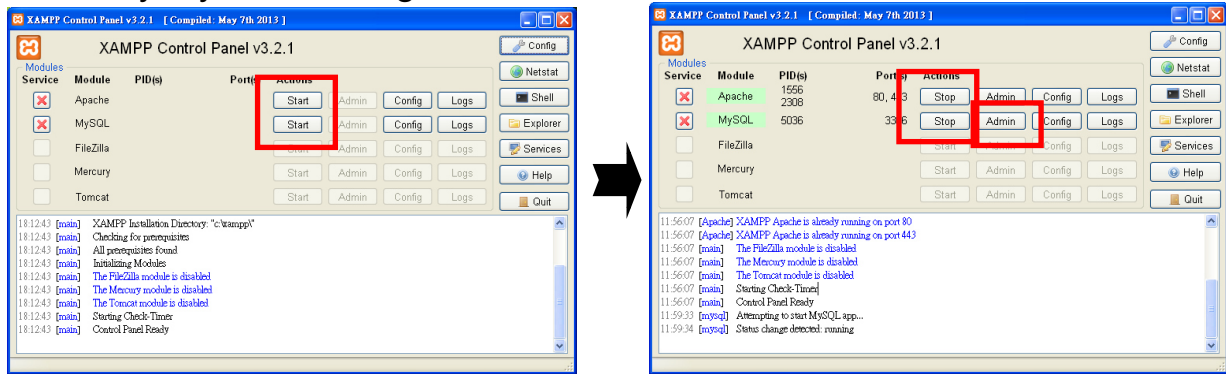 XAMPP Control Panel v3.2.1 [ Compiled: May 7th 2013 ]
XAMPP Control Panel v3.2.1
Config
Modules
Service Module PID(s) Port(s) Actions
Netstat
Apache Start Admin Config Logs
Shell
MySQL Start Admin Config Logs
Explorer
FileZilla Start Admin Config Logs
Services
Mercury Start Admin Config Logs
Help
Tomcat Start Admin Config Logs
Quit
18:12:43 [main] XAMPP Installation Directory: "c:\xampp\"
18:12:43 [main] Checking for prerequisites
18:12:43 [main] All prerequisites found
18:12:43 [main] Initializing Modules
18:12:43 [main] The FileZilla module is disabled
18:12:43 [main] The Mercury module is disabled
18:12:43 [main] The Tomcat module is disabled
18:12:43 [main] Starting Check-Timer
18:12:43 [main] Control Panel Ready
XAMPP Control Panel v3.2.1 [ Compiled: May 7th 2013 ]
XAMPP Control Panel v3.2.1
Config
Modules
Service Module PID(s) Port(s) Actions
Netstat
Apache 1556 2308 80, 443 Stop Admin Config Logs
Shell
MySQL 5036 3306 Stop Admin Config Logs
Explorer
FileZilla Start Admin Config Logs
Services
Mercury Start Admin Config Logs
Help
Tomcat Start Admin Config Logs
Quit
11:56:07 [Apache] XAMPP Apache is already running on port 80
11:56:07 [Apache] XAMPP Apache is already running on port 443
11:56:07 [main] The FileZilla module is disabled
11:56:07 [main] The Mercury module is disabled
11:56:07 [main] The Tomcat module is disabled
11:56:07 [main] Starting Check-Timer
11:56:07 [main] Control Panel Ready
11:59:33 [mysql] Attempting to start MySQL app...
11:59:34 [mysql] Status change detected: running